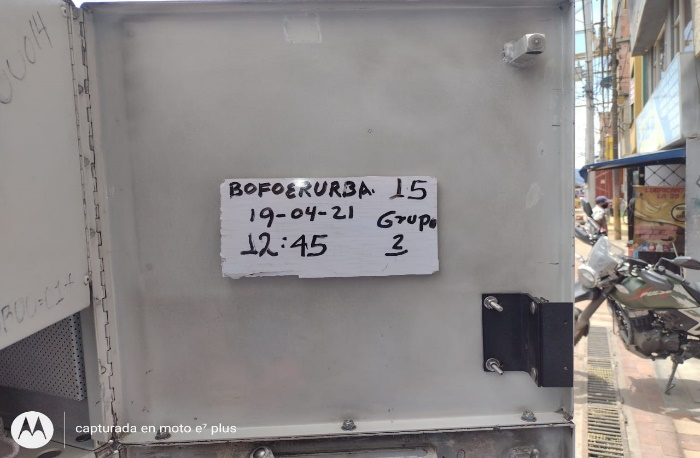 BOFOERURBA. 15
19-04-21 Grupo
12:45 2
capturada en moto e⁷ plus